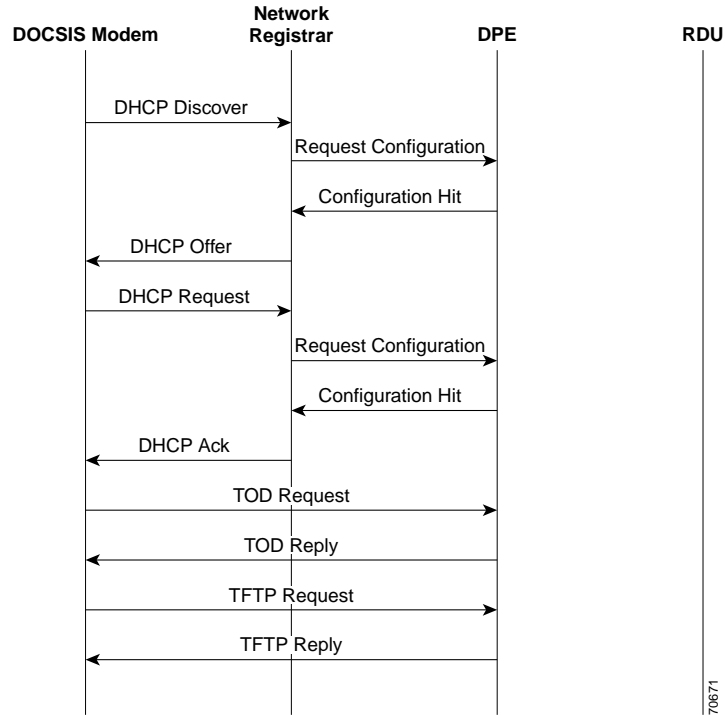 DOCSIS Modem
Network
Registrar
DPE
RDU
DHCP Discover
Request Configuration
Configuration Hit
DHCP Offer
DHCP Request
Request Configuration
Configuration Hit
DHCP Ack
TOD Request
TOD Reply
TFTP Request
TFTP Reply
70671